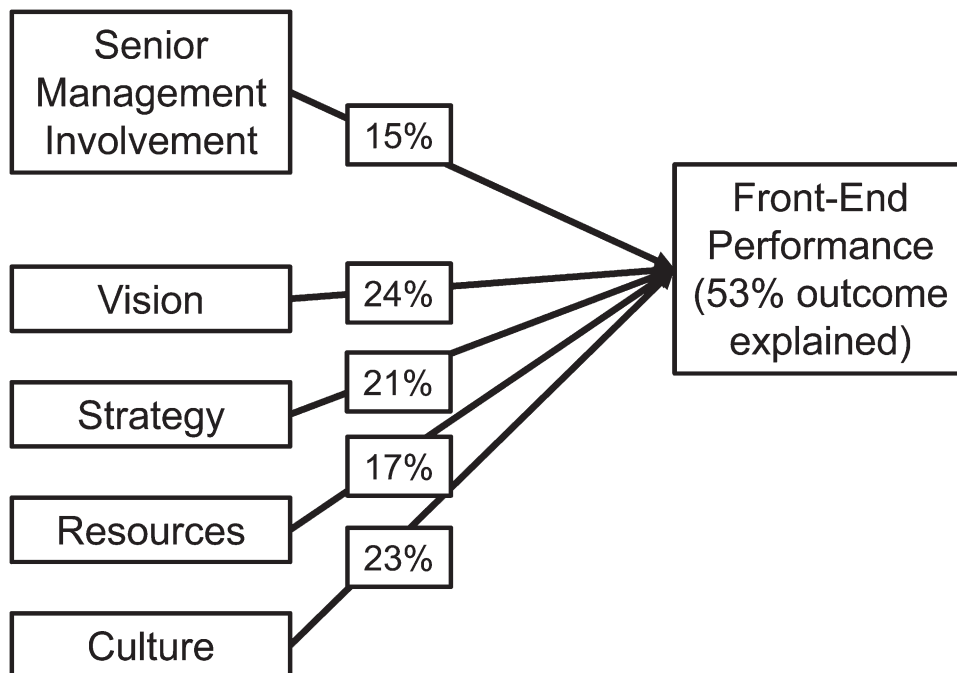 Senior
Management
Involvement
15%
Vision
24%
Strategy
21%
Resources
17%
Culture
23%
Front-End
Performance
(53% outcome
explained)